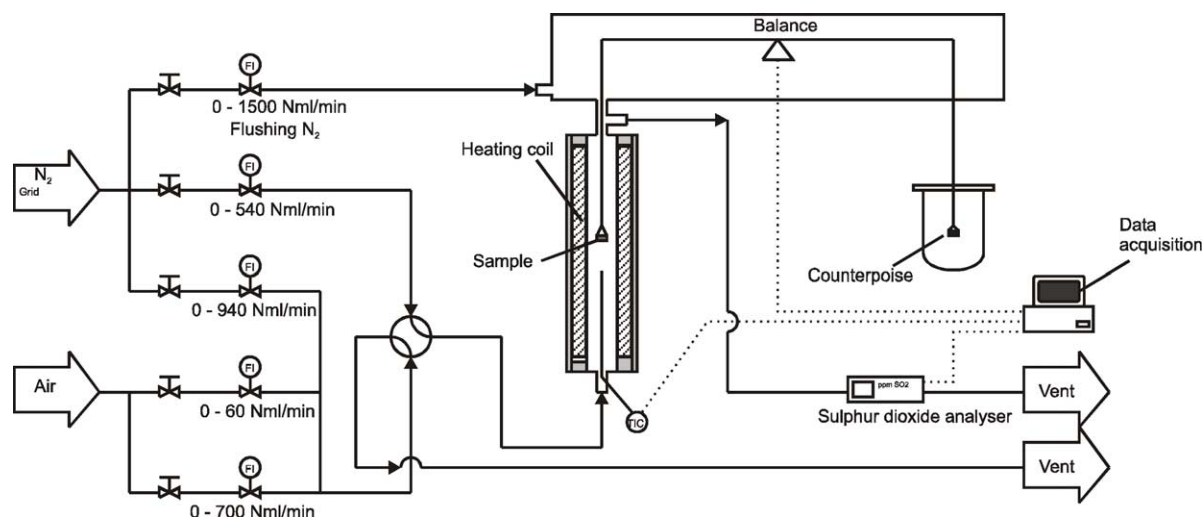 Balance
FI
0 - 1500 Nml/min
Flushing N₂
Heating coil
N₂
Grid
FI
0 - 540 Nml/min
Sample
Counterpoise
Data
acquisition
FI
0 - 940 Nml/min
Air
FI
0 - 60 Nml/min
TIC
ppm SO2
Sulphur dioxide analyser
Vent
FI
0 - 700 Nml/min
Vent